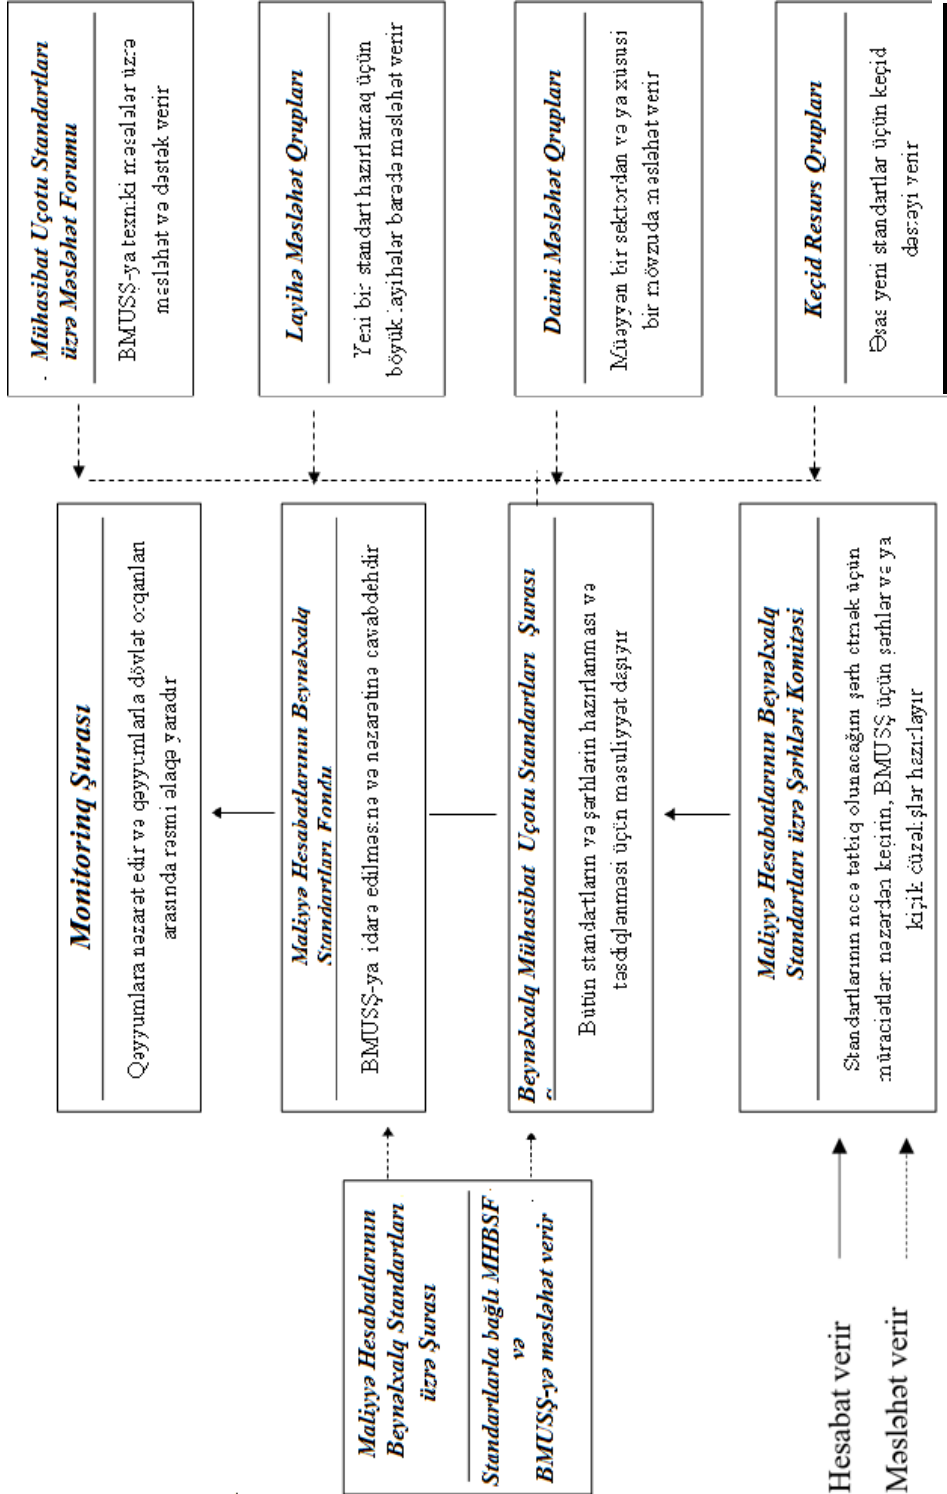 Maliyyə Hesabatlarının
Beynəlxalq Standartları
üzrə Şurası
Standartlarla bağlı MHBSF
və
BMUSŞ-yə məsləhət verir
Hesabat verir
Məsləhət verir
Monitorinq Şurası
Qəyyumlara nəzarət edir və qəyyumlarla dövlət orqanları
arasında rəsmi əlaqə yaradır
Maliyyə Hesabatlarının Beynəlxalq
Standartları Fondu
BMUSŞ-ya idarə edilməsinə və nəzarətinə cavabdehdir
Beynəlxalq Mühasibat Uçotu Standartları Şurası
Bütün standartların və şərhlərin hazırlanması və
təsdiqlənməsi üçün məsuliyyət daşıyır
Maliyyə Hesabatlarının Beynəlxalq
Standartları üzrə Şərhləri Komitəsi
Standartlarının necə tətbiq olunacağını şərh etmək üçün
müraciətləri nəzərdən keçirin, BMUSŞ üçün şərhlər və ya
kiçik düzəlişlər hazırlayır
Mühasibat Uçotu Standartları
üzrə Məsləhət Forumu
BMUSŞ-ya texniki məsələlər üzrə
məsləhət və dəstək verir
Layihə Məsləhət Qrupları
Yeni bir standart hazırlamaq üçün
böyük layihələr barədə məsləhət verir
Daimi Məsləhət Qrupları
Müəyyən bir sektordan və ya xüsusi
bir mövzuda məsləhət verir
Keçid Resurs Qrupları
Əsas yeni standartlar üçün keçid
dəstəyi verir